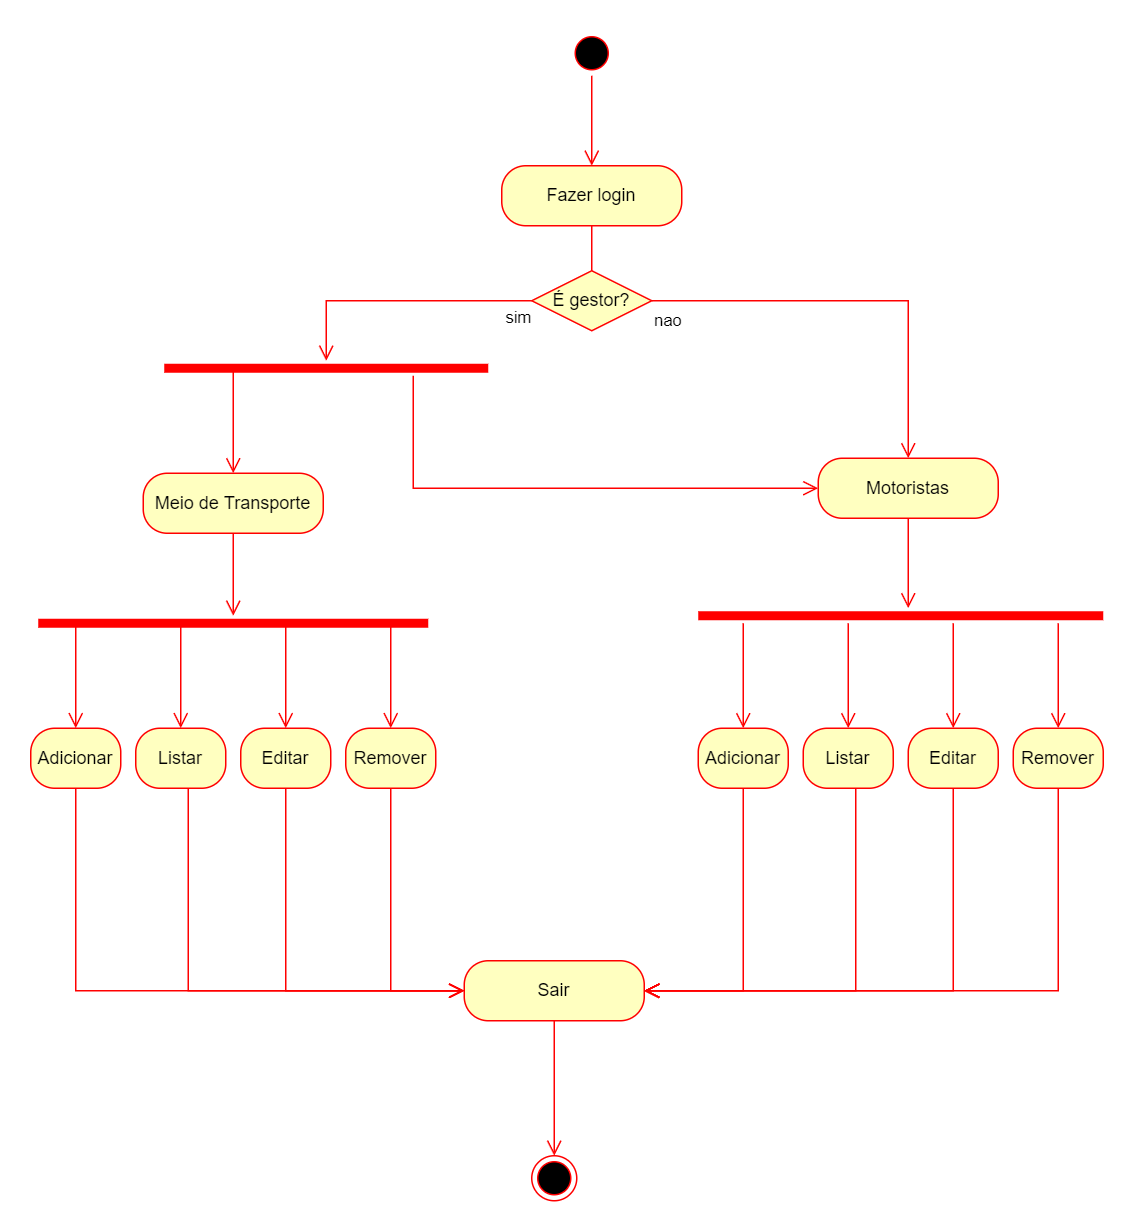 Fazer login
É gestor?
sim
nao
Meio de Transporte
Motoristas
Adicionar
Listar
Editar
Remover
Adicionar
Listar
Editar
Remover
Sair